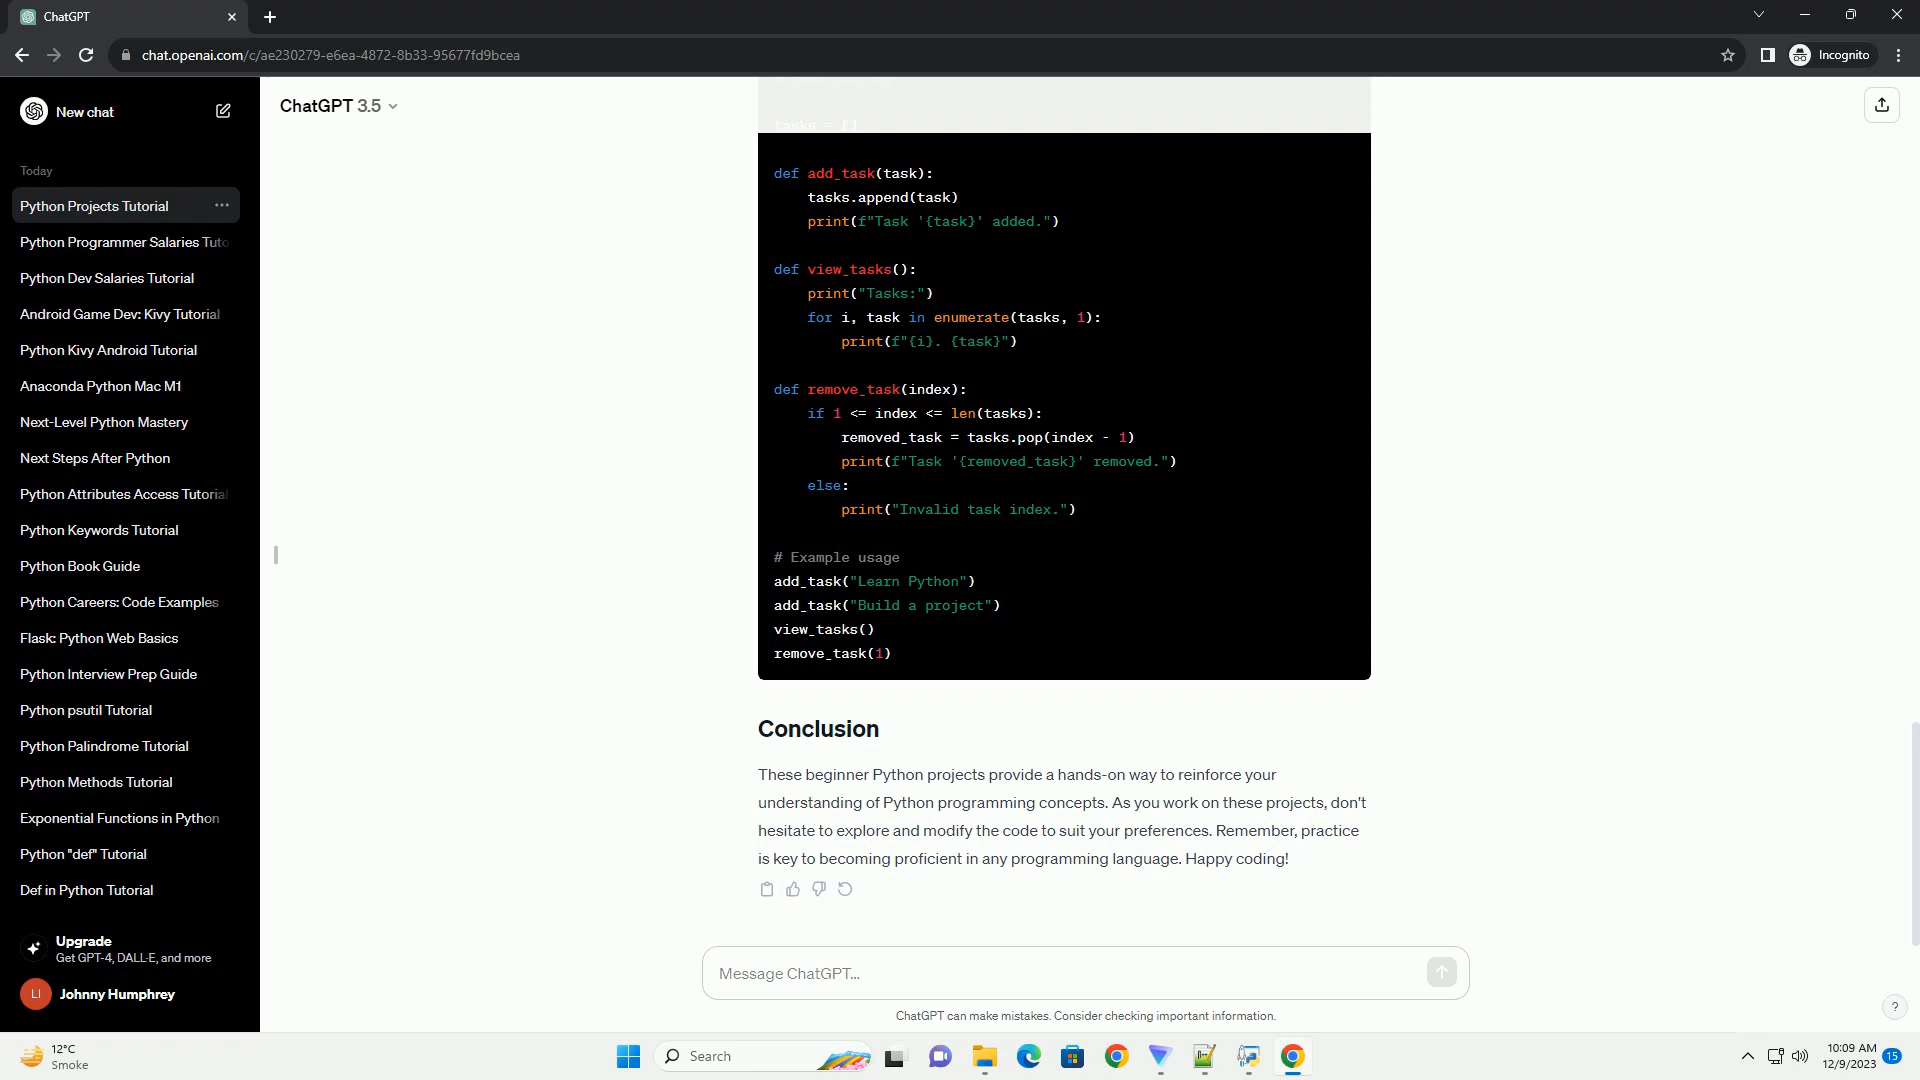 ChatGPT
chat.openai.com/c/ae230279-e6ea-4872-8b33-95677fd9bcea
Incognito
New chat
Today
Python Projects Tutorial
Python Programmer Salaries Tuto
Python Dev Salaries Tutorial
Android Game Dev: Kivy Tutorial
Python Kivy Android Tutorial
Anaconda Python Mac M1
Next-Level Python Mastery
Next Steps After Python
Python Attributes Access Tutorial
Python Keywords Tutorial
Python Book Guide
Python Careers: Code Examples
Flask: Python Web Basics
Python Interview Prep Guide
Python psutil Tutorial
Python Palindrome Tutorial
Python Methods Tutorial
Exponential Functions in Python
Python "def" Tutorial
Def in Python Tutorial
Upgrade
Get GPT-4, DALL·E, and more
LI
Johnny Humphrey
ChatGPT 3.5
tasks = []
def add_task(task):
    tasks.append(task)
    print(f"Task '{task}' added.")
def view_tasks():
    print("Tasks:")
    for i, task in enumerate(tasks, 1):
        print(f"{i}. {task}")
def remove_task(index):
    if 1 <= index <= len(tasks):
        removed_task = tasks.pop(index - 1)
        print(f"Task '{removed_task}' removed.")
    else:
        print("Invalid task index.")
# Example usage
add_task("Learn Python")
add_task("Build a project")
view_tasks()
remove_task(1)
Conclusion
These beginner Python projects provide a hands-on way to reinforce your
understanding of Python programming concepts. As you work on these projects, don't
hesitate to explore and modify the code to suit your preferences. Remember, practice
is key to becoming proficient in any programming language. Happy coding!
Message ChatGPT...
ChatGPT can make mistakes. Consider checking important information.
?
12°C
Smoke
Search
10:09 AM
12/9/2023
15